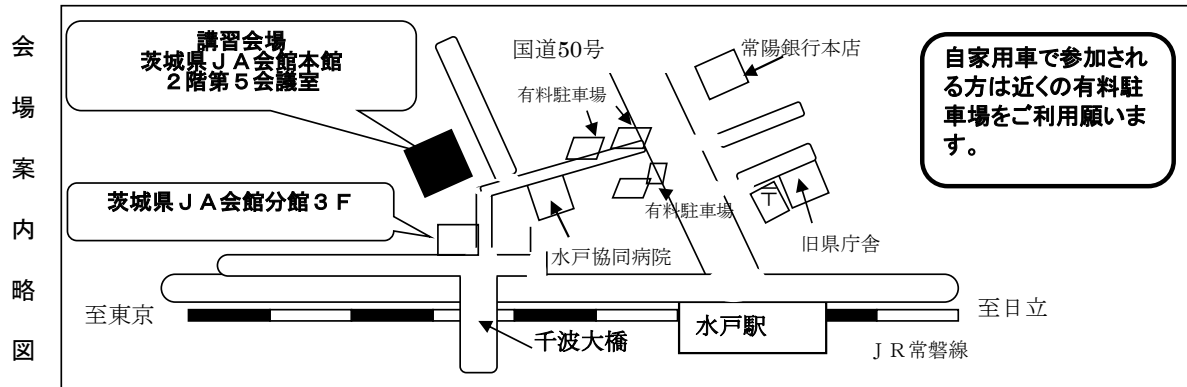 会場案内略図
講習会場
茨城県ＪＡ会館本館
２階第５会議室
国道50号
常陽銀行本店
自家用車で参加され
る方は近くの有料駐
車場をご利用願いま
す。
有料駐車場
茨城県ＪＡ会館分館３Ｆ
有料駐車場
〒
旧県庁舎
水戸協同病院
至東京
至日立
水戸駅
千波大橋
ＪＲ常磐線